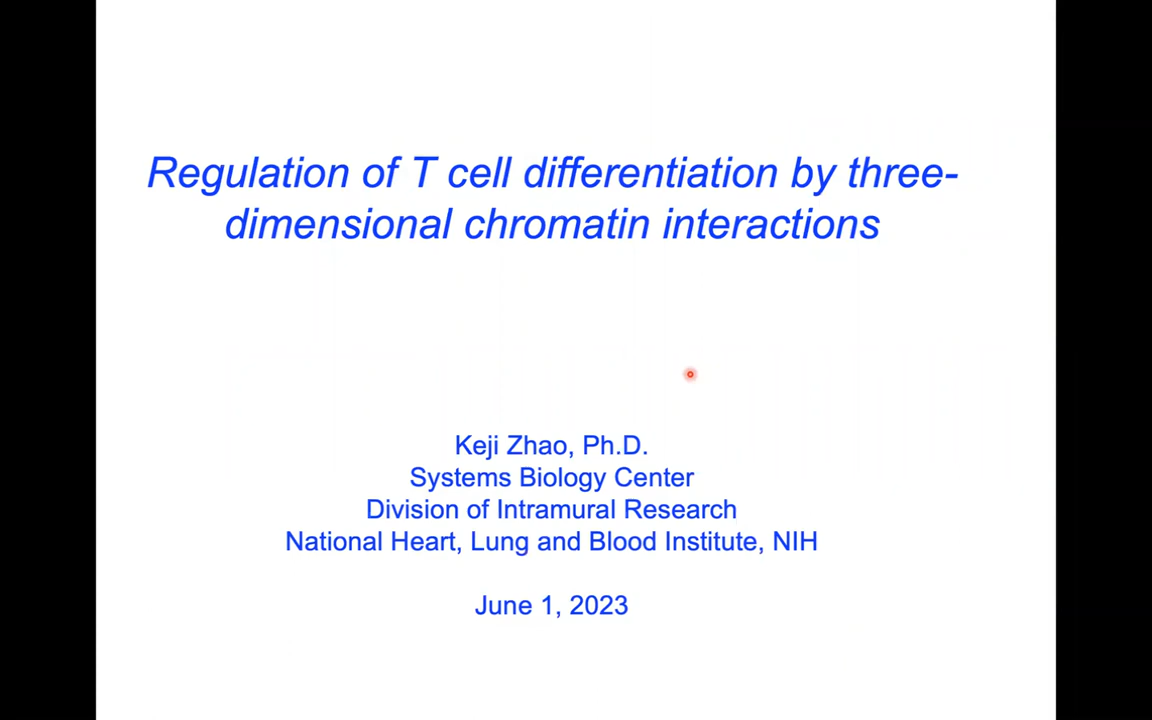 Regulation of T cell differentiation by three-
dimensional chromatin interactions
Keji Zhao, Ph.D.
Systems Biology Center
Division of Intramural Research
National Heart, Lung and Blood Institute, NIH
June 1, 2023